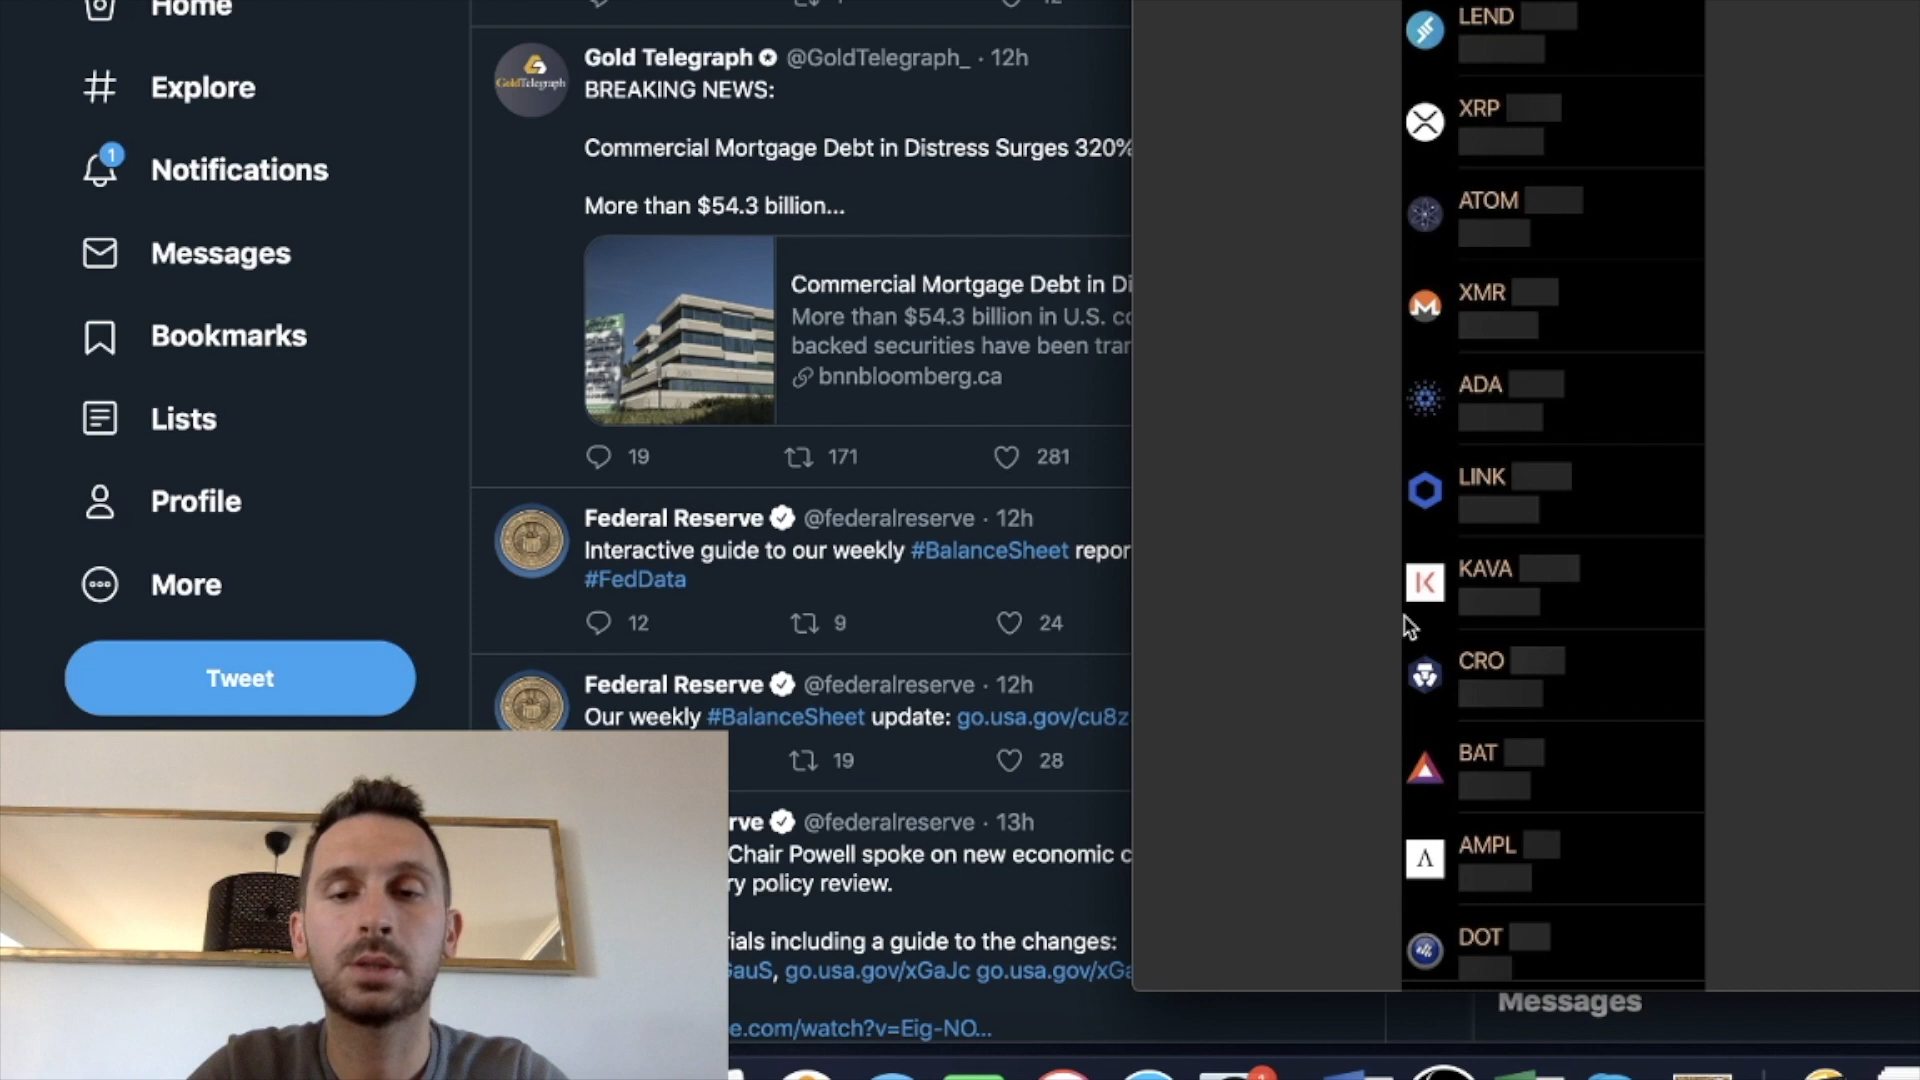 Home
Explore
1
Notifications
Messages
Bookmarks
Lists
Profile
More
Tweet
Gold Telegraph @GoldTelegraph_ · 12h
GoldTelegraph
BREAKING NEWS:
Commercial Mortgage Debt in Distress Surges 320%
More than $54.3 billion...
Commercial Mortgage Debt in Di
More than $54.3 billion in U.S. co
backed securities have been tran
bnnbloomberg.ca
19 171 281
Federal Reserve @federalreserve · 12h
Interactive guide to our weekly #BalanceSheet repor
#FedData
12 9 24
Federal Reserve @federalreserve · 12h
Our weekly #BalanceSheet update: go.usa.gov/cu8z
19 28
rve @federalreserve · 13h
Chair Powell spoke on new economic c
ry policy review.
rials including a guide to the changes:
GauS, go.usa.gov/xGaJc go.usa.gov/xGa
e.com/watch?v=Eig-NO...
LEND
XRP
ATOM
XMR
ADA
LINK
KAVA
CRO
BAT
AMPL
DOT
Messages
1